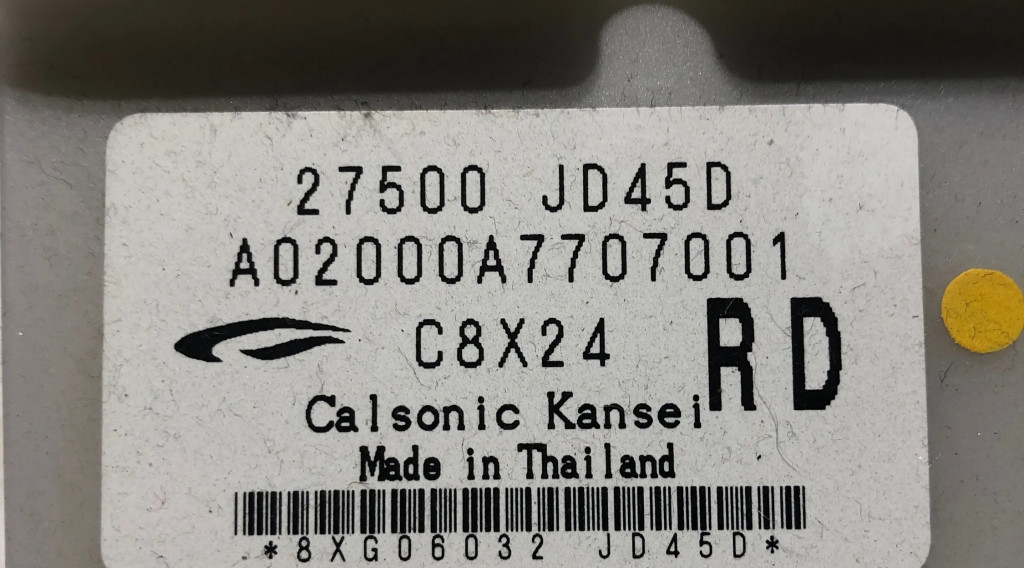 27500 JD45D
A02000A7707001
C8X24 RD
Calsonic Kansei
Made in Thailand
*8XG06032 JD45D*